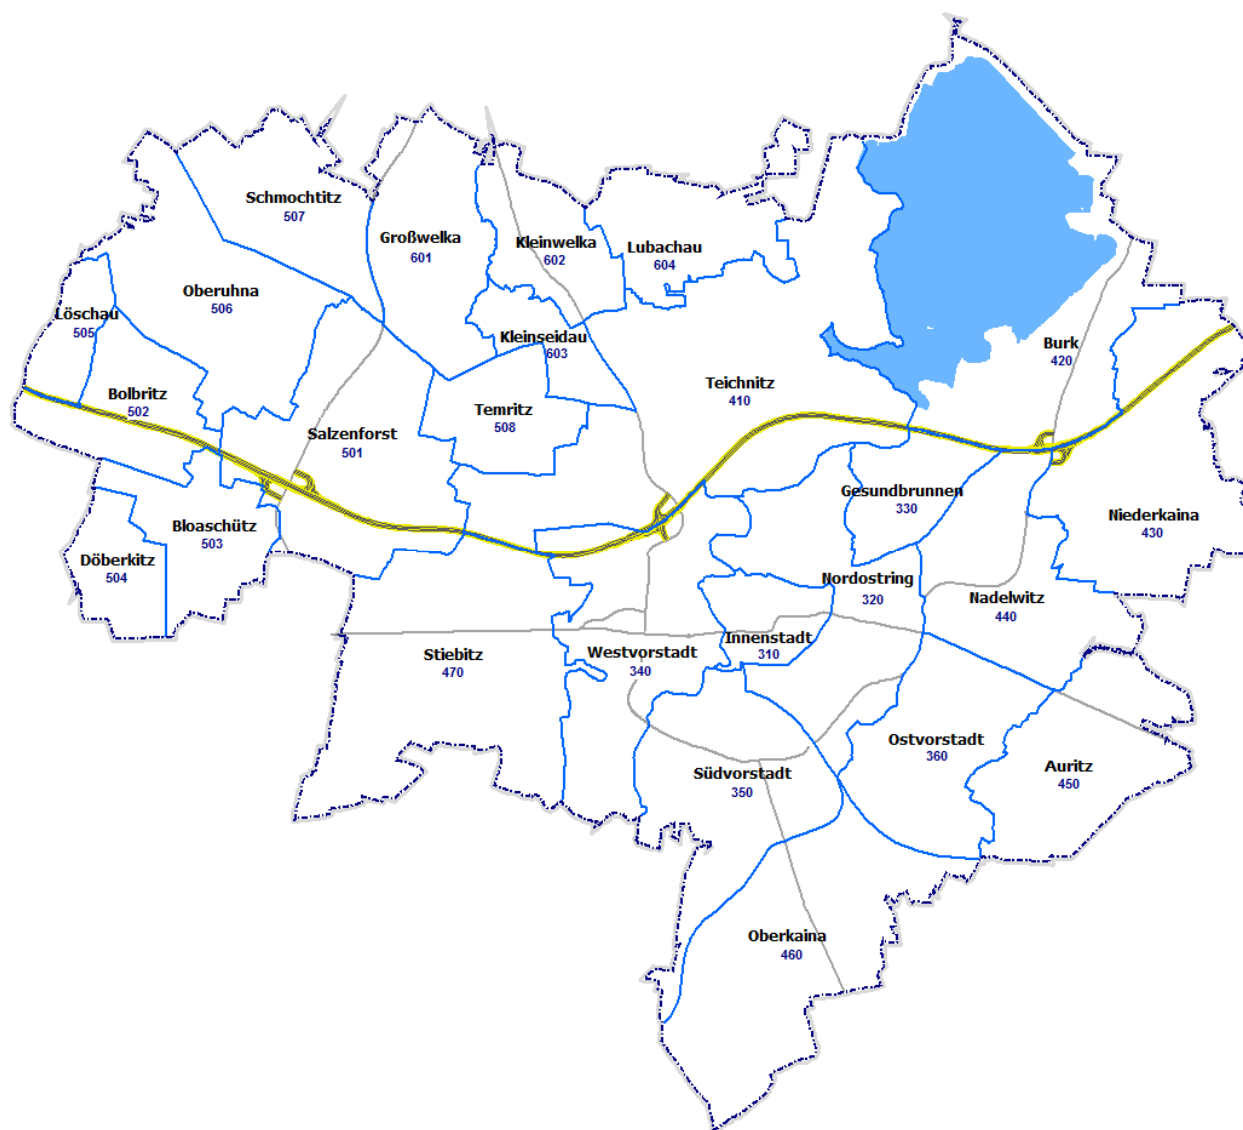 Schmochtitz
507
Großwelka
601
Kleinwelka
602
Lubachau
604
Oberuhna
506
Löschau
505
Kleinseidau
603
Burk
420
Bolbritz
502
Teichnitz
410
Temritz
508
Salzenforst
501
Gesundbrunnen
330
Niederkaina
430
Bloaschütz
503
Döberkitz
504
Nordostring
320
Nadelwitz
440
Innenstadt
310
Westvorstadt
340
Stiebitz
470
Ostvorstadt
360
Auritz
450
Südvorstadt
350
Oberkaina
460